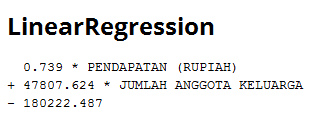 LinearRegression
0.739 * PENDAPATAN (RUPIAH)
+ 47807.624 * JUMLAH ANGGOTA KELUARGA
- 180222.487